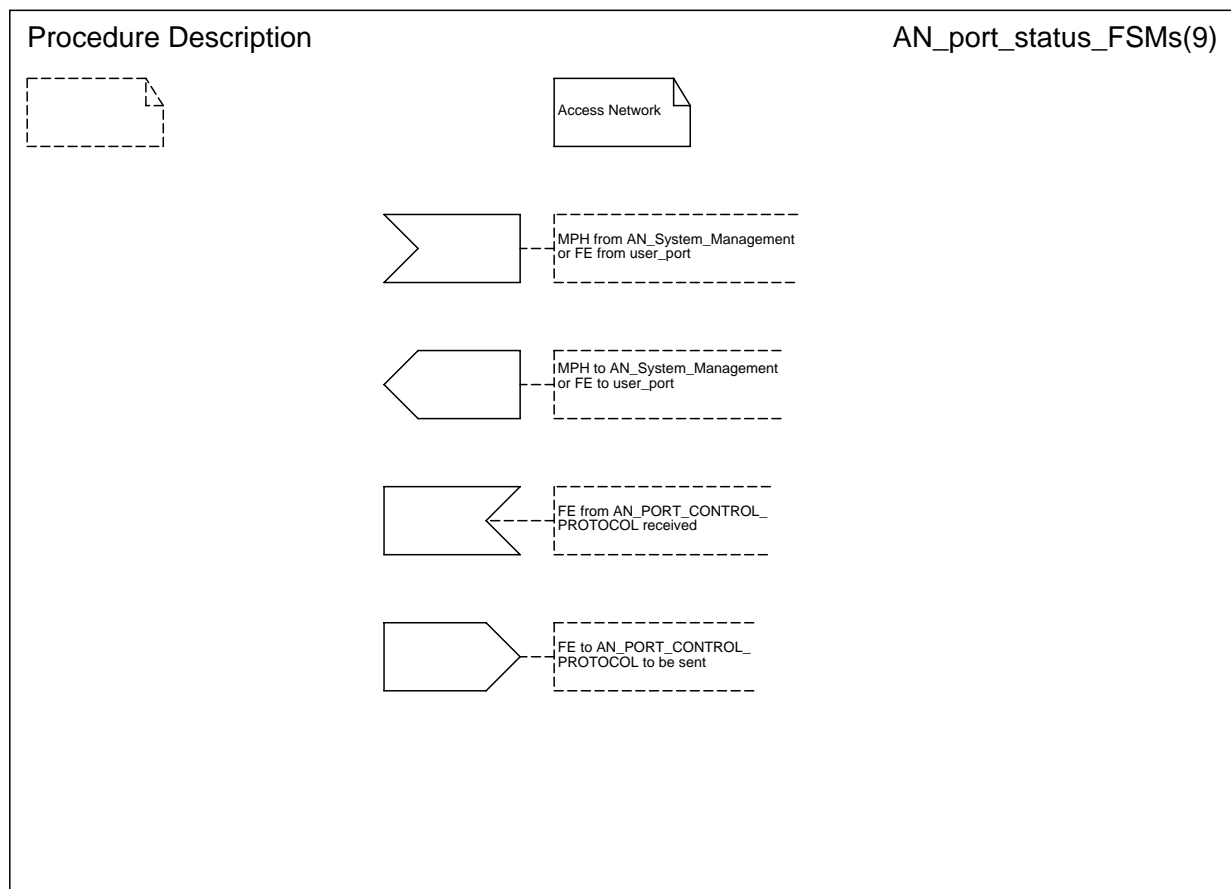 Procedure Description
AN_port_status_FSMs(9)
Access Network
MPH from AN_System_Management
or FE from user_port
MPH to AN_System_Management
or FE to user_port
FE from AN_PORT_CONTROL_
PROTOCOL received
FE to AN_PORT_CONTROL_
PROTOCOL to be sent